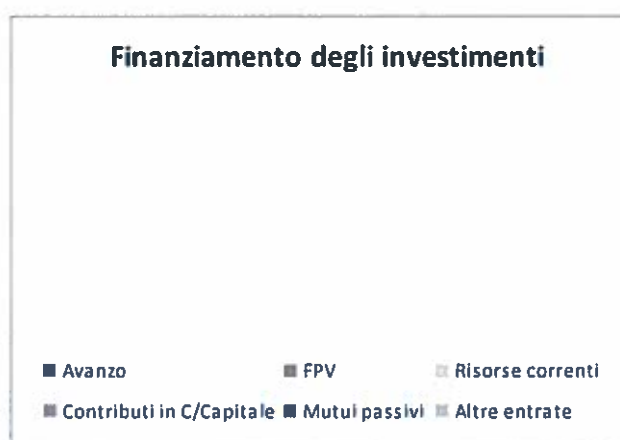 Finanziamento degli investimenti
Avanzo FPV Risorse correnti
Contributi in C/Capitale Mutui passivi Altre entrate